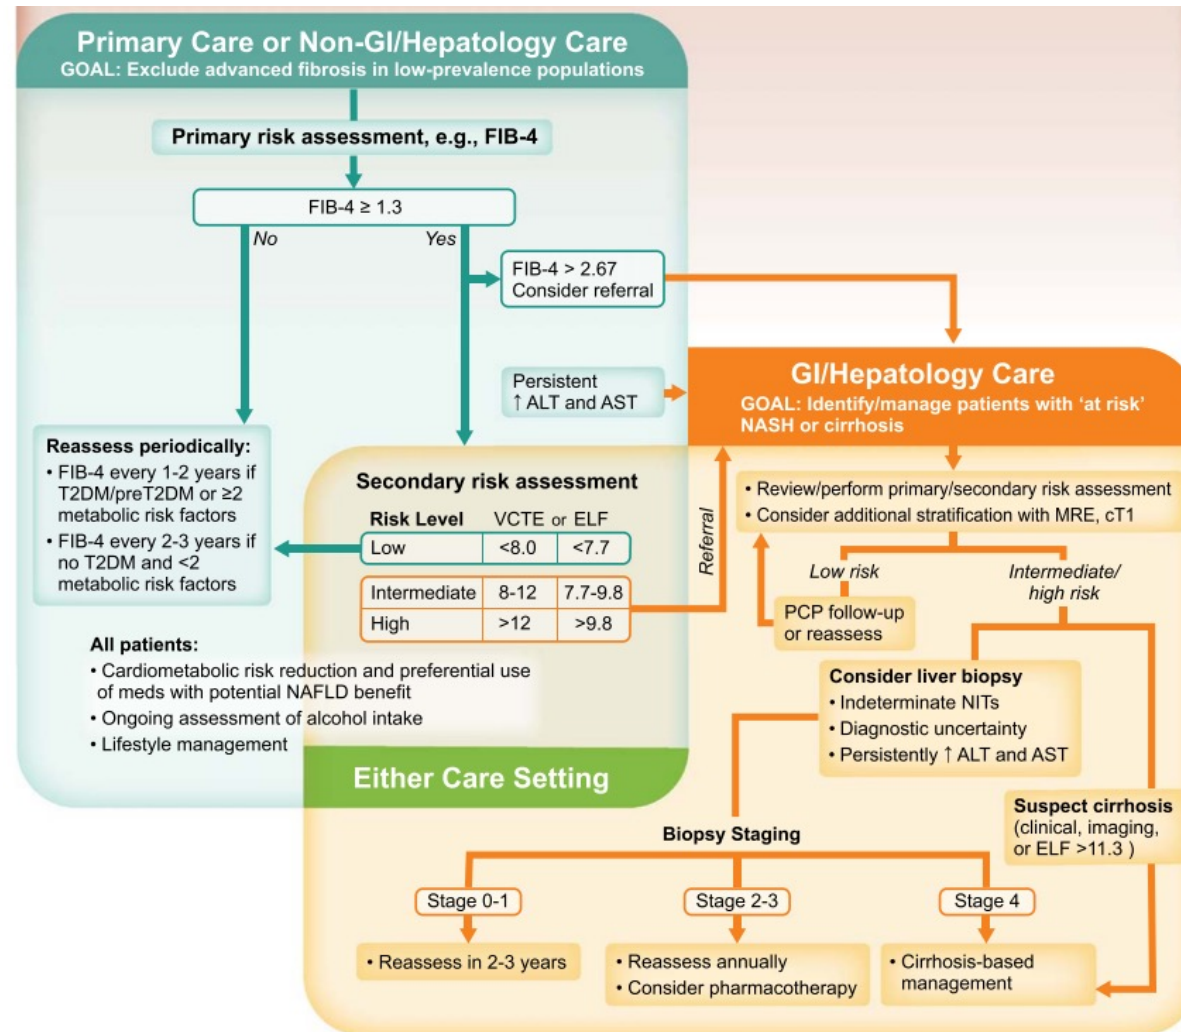 Primary Care or Non-GI/Hepatology Care
GOAL: Exclude advanced fibrosis in low-prevalence populations
Primary risk assessment, e.g., FIB-4
FIB-4 ≥ 1.3
No
Yes
FIB-4 > 2.67
Consider referral
Persistent
↑ ALT and AST
GI/Hepatology Care
GOAL: Identify/manage patients with ‘at risk’
NASH or cirrhosis
Reassess periodically:
• FIB-4 every 1-2 years if
T2DM/preT2DM or ≥2
metabolic risk factors
• FIB-4 every 2-3 years if
no T2DM and <2
metabolic risk factors
Secondary risk assessment
Risk Level VCTE or ELF
Low <8.0 <7.7
Intermediate 8-12 7.7-9.8
High >12 >9.8
Referral
• Review/perform primary/secondary risk assessment
• Consider additional stratification with MRE, cT1
Low risk
Intermediate/
high risk
PCP follow-up
or reassess
All patients:
• Cardiometabolic risk reduction and preferential use
of meds with potential NAFLD benefit
• Ongoing assessment of alcohol intake
• Lifestyle management
Consider liver biopsy
• Indeterminate NITs
• Diagnostic uncertainty
• Persistently ↑ ALT and AST
Either Care Setting
Suspect cirrhosis
(clinical, imaging,
or ELF >11.3 )
Biopsy Staging
Stage 0-1
Stage 2-3
Stage 4
• Reassess in 2-3 years
• Reassess annually
• Consider pharmacotherapy
• Cirrhosis-based
management